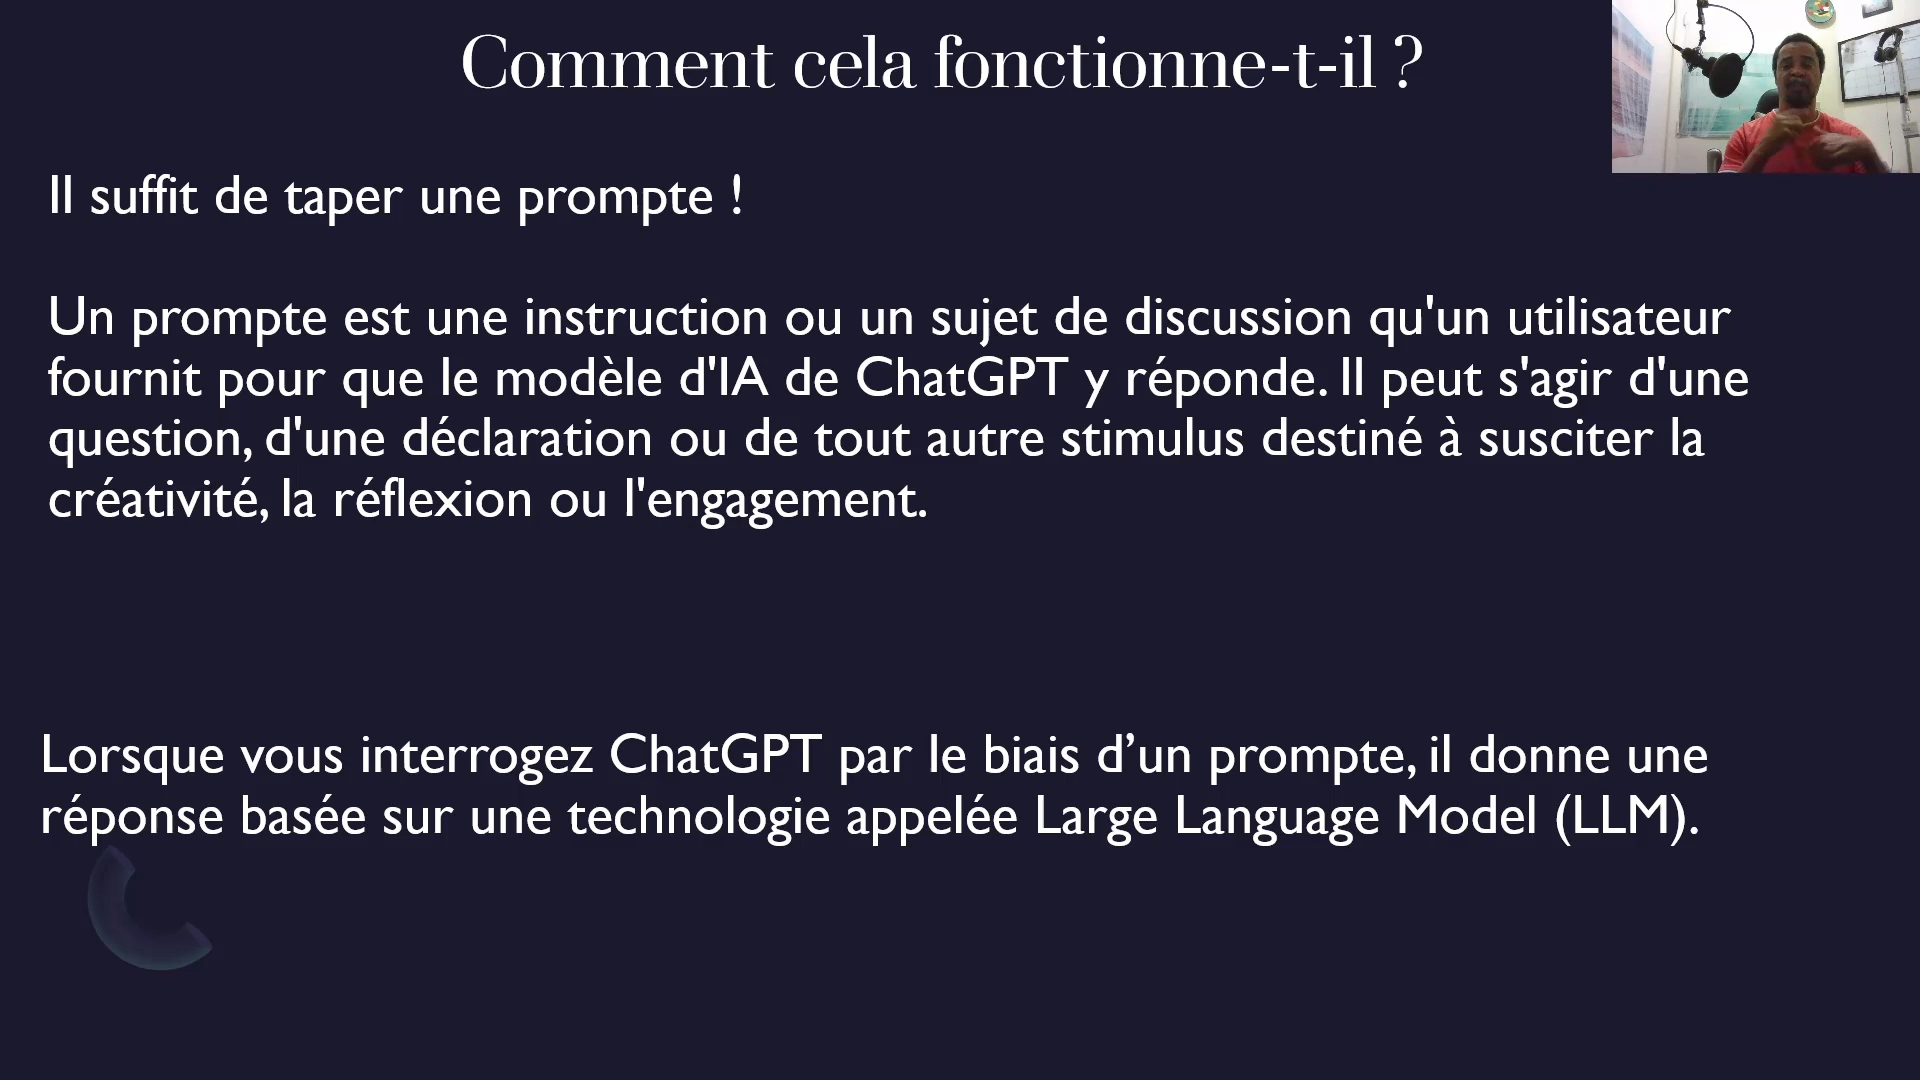 Comment cela fonctionne-t-il ?
Il suffit de taper une prompte !
Un prompte est une instruction ou un sujet de discussion qu'un utilisateur
fournit pour que le modèle d'IA de ChatGPT y réponde. Il peut s'agir d'une
question, d'une déclaration ou de tout autre stimulus destiné à susciter la
créativité, la réflexion ou l'engagement.
Lorsque vous interrogez ChatGPT par le biais d’un prompte, il donne une
réponse basée sur une technologie appelée Large Language Model (LLM).